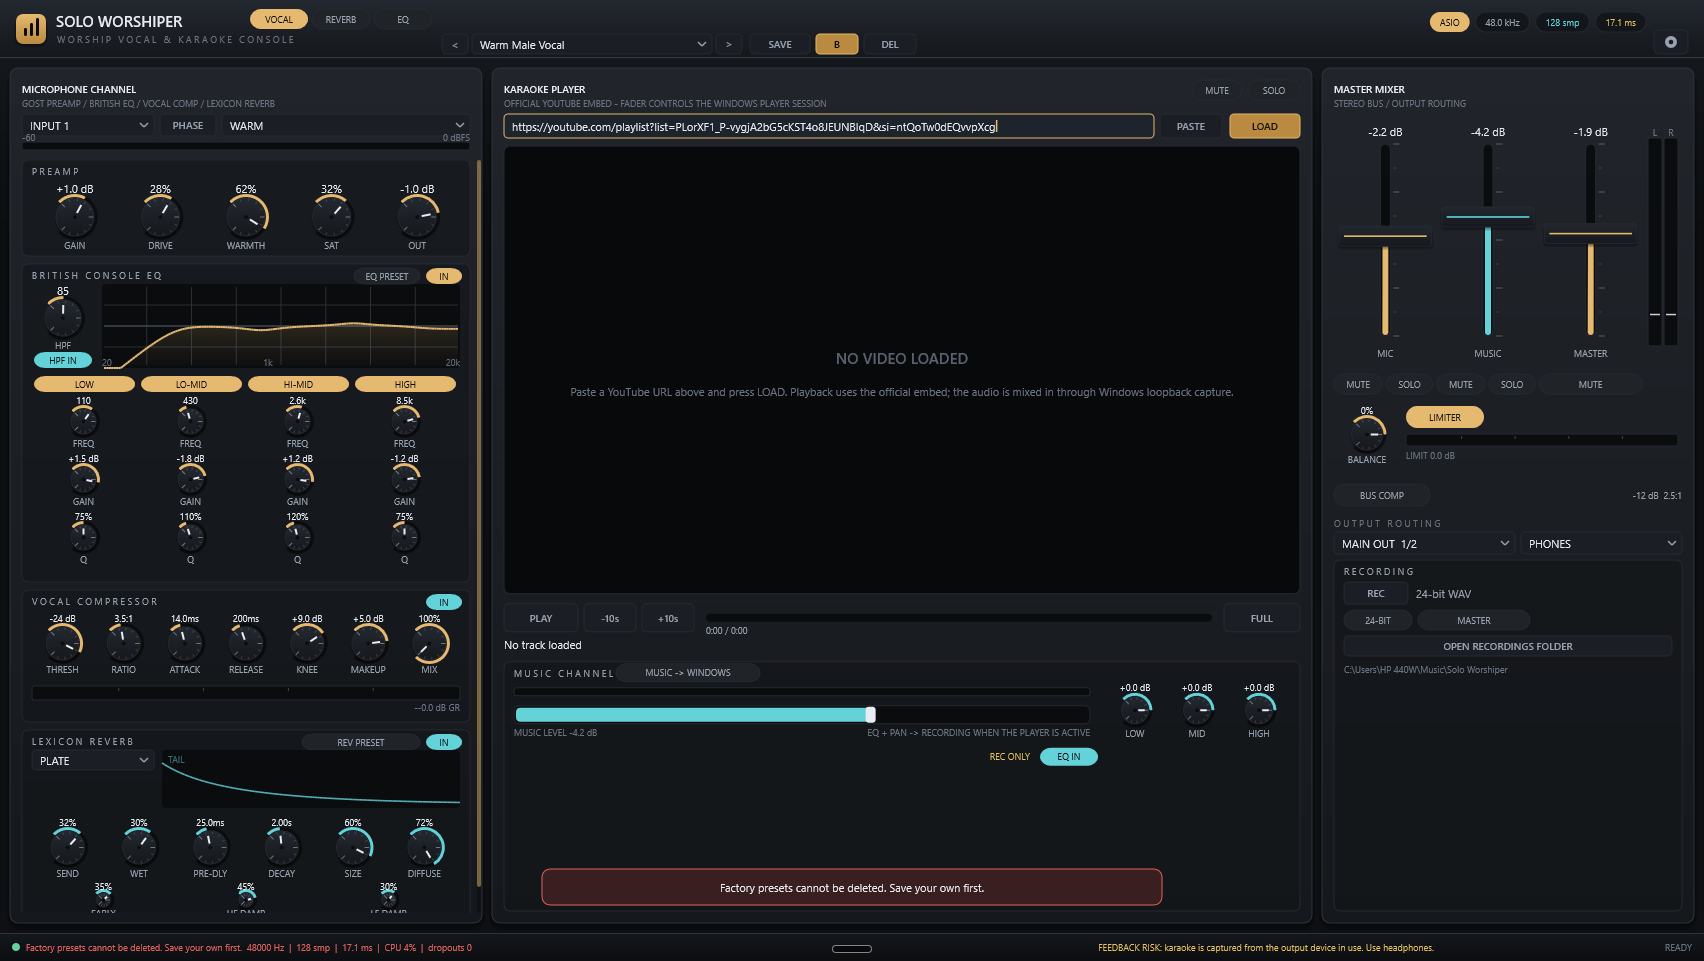 SOLO WORSHIPER
WORSHIP VOCAL & KARAOKE CONSOLE
VOCAL REVERB EQ
< Warm Male Vocal > SAVE B DEL
ASIO 48.0 kHz 128 smp 17.1 ms
MICROPHONE CHANNEL
GOST PREAMP / BRITISH EQ / VOCAL COMP / LEXICON REVERB
INPUT 1 PHASE WARM
-60 0 dBFS
PREAMP
+1.0 dB 28% 62% 32% -1.0 dB
GAIN DRIVE WARMTH SAT OUT
BRITISH CONSOLE EQ EQ PRESET IN
85
HPF
HPF IN
20 1k 20k
LOW LO-MID HI-MID HIGH
110 430 2.6k 8.5k
FREQ FREQ FREQ FREQ
+1.5 dB -1.8 dB +1.2 dB -1.2 dB
GAIN GAIN GAIN GAIN
75% 110% 120% 75%
Q Q Q Q
VOCAL COMPRESSOR IN
-24 dB 3.5:1 14.0ms 200ms +9.0 dB +5.0 dB 100%
THRESH RATIO ATTACK RELEASE KNEE MAKEUP MIX
--0.0 dB GR
LEXICON REVERB REV PRESET IN
PLATE
TAIL
32% 30% 25.0ms 2.00s 60% 72%
SEND WET PRE-DLY DECAY SIZE DIFFUSE
35% 45% 30%
EARLY HF DAMP LF DAMP
KARAOKE PLAYER
OFFICIAL YOUTUBE EMBED - FADER CONTROLS THE WINDOWS PLAYER SESSION
MUTE SOLO
https://youtube.com/playlist?list=PLorXF1_P-vygjA2bG5cKST4o8JEUNBlqD&si=ntQoTw0dEQvvpXcg
PASTE LOAD
NO VIDEO LOADED
Paste a YouTube URL above and press LOAD. Playback uses the official embed; the audio is mixed in through Windows loopback capture.
PLAY -10s +10s FULL
0:00 / 0:00
No track loaded
MUSIC CHANNEL MUSIC -> WINDOWS
MUSIC LEVEL -4.2 dB EQ + PAN -> RECORDING WHEN THE PLAYER IS ACTIVE
+0.0 dB +0.0 dB +0.0 dB
LOW MID HIGH
REC ONLY EQ IN
Factory presets cannot be deleted. Save your own first.
MASTER MIXER
STEREO BUS / OUTPUT ROUTING
-2.2 dB -4.2 dB -1.9 dB L R
MIC MUSIC MASTER
MUTE SOLO MUTE SOLO MUTE
0%
BALANCE
LIMITER
LIMIT 0.0 dB
BUS COMP -12 dB 2.5:1
OUTPUT ROUTING
MAIN OUT 1/2 PHONES
RECORDING
REC 24-bit WAV
24-BIT MASTER
OPEN RECORDINGS FOLDER
C:\Users\HP 440W\Music\Solo Worshiper
Factory presets cannot be deleted. Save your own first. 48000 Hz | 128 smp | 17.1 ms | CPU 4% | dropouts 0
FEEDBACK RISK: karaoke is captured from the output device in use. Use headphones.
READY